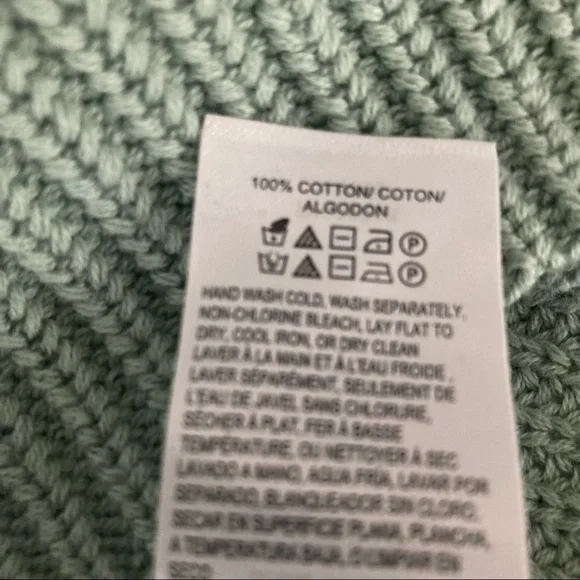 100% COTTON/ COTON/
ALGODON
P
P
HAND WASH COLD, WASH SEPARATELY,
NON-CHLORINE BLEACH, LAY FLAT TO
DRY, COOL IRON, OR DRY CLEAN
LAVER À LA MAIN ET À L'EAU FROIDE,
LAVER SÉPARÉMENT, SEULEMENT DE
L'EAU DE JAVEL SANS CHLORURE,
SÉCHER À PLAT, FER À BASSE
TEMPÉRATURE, OU NETTOYER À SEC
LAVADO A MANO, AGUA FRÍA, LAVAR POR
SEPARADO, BLANQUEADOR SIN CLORO,
SECAR EN SUPERFICIE PLANA, PLANCHA,
A TEMPERATURA BAJA, O LIMPIAR EN
SECO